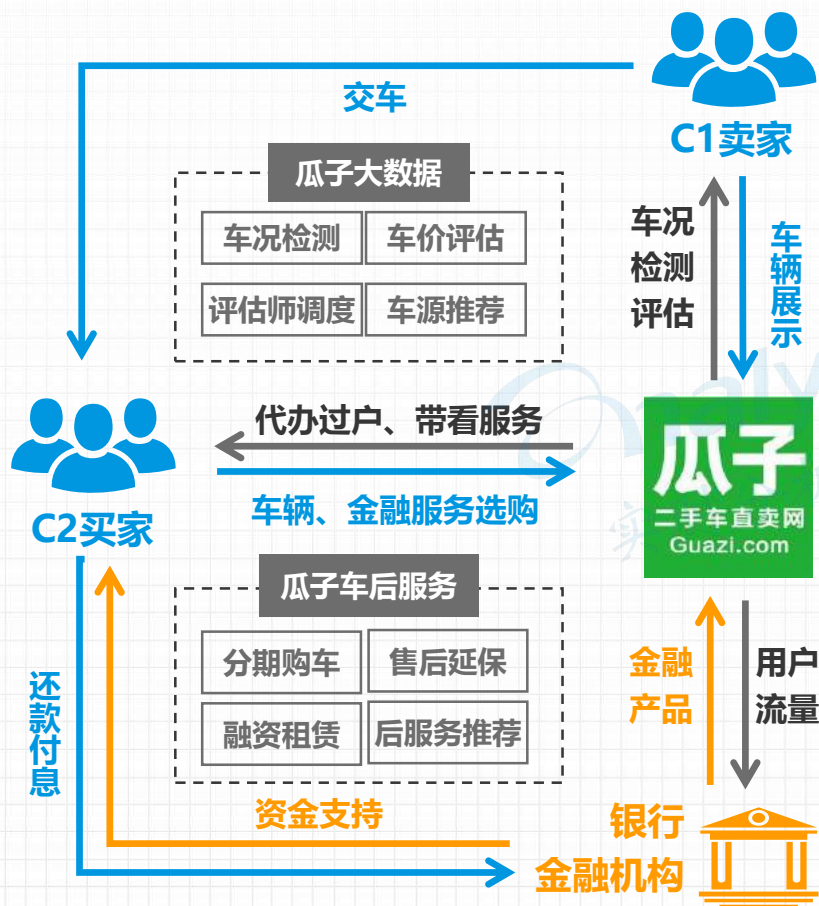 交车
C1卖家
瓜子大数据
车况检测
车价评估
评估师调度
车源推荐
车况
检测
评估
车辆展示
代办过户、带看服务
车辆、金融服务选购
C2买家
瓜子
二手车直卖网
Guazi.com
瓜子车后服务
分期购车
售后延保
融资租赁
后服务推荐
还款付息
金融
产品
用户
流量
资金支持
银行
金融机构